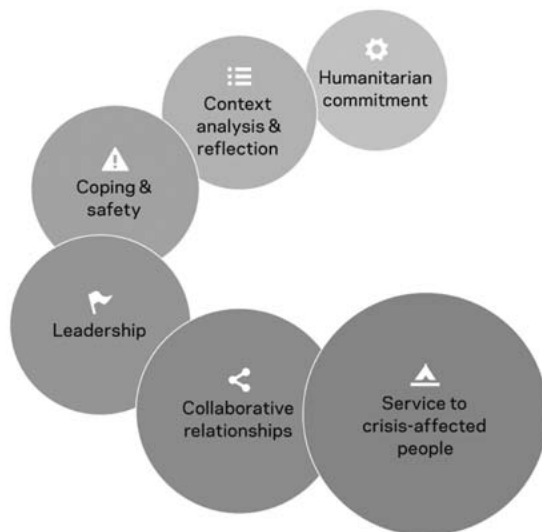 Humanitarian
commitment
Context
analysis &
reflection
Coping &
safety
Leadership
Collaborative
relationships
Service to
crisis-affected
people